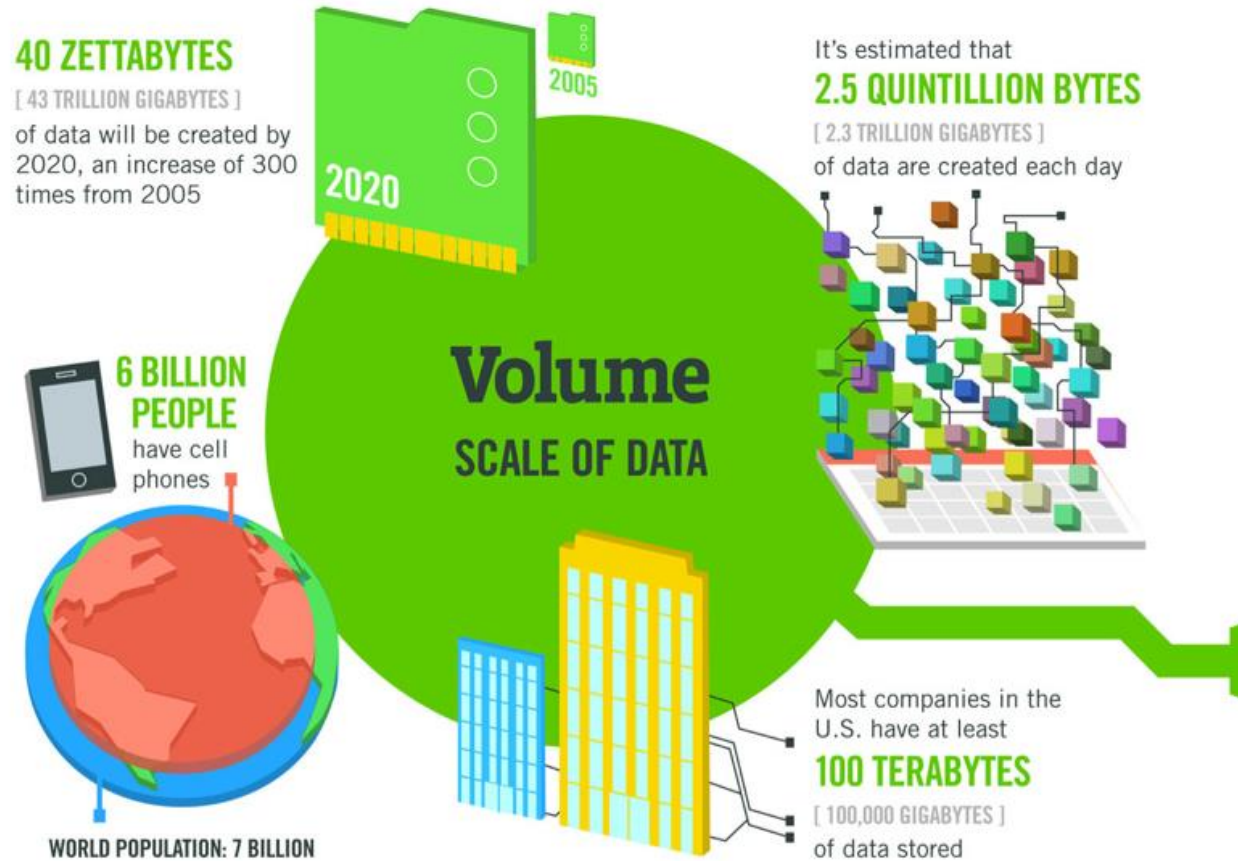 40 ZETTABYTES
[ 43 TRILLION GIGABYTES ]
of data will be created by
2020, an increase of 300
times from 2005
2020
2005
It's estimated that
2.5 QUINTILLION BYTES
[ 2.3 TRILLION GIGABYTES ]
of data are created each day
6 BILLION
PEOPLE
have cell
phones
WORLD POPULATION: 7 BILLION
Volume
SCALE OF DATA
Most companies in the
U.S. have at least
100 TERABYTES
[ 100,000 GIGABYTES ]
of data stored